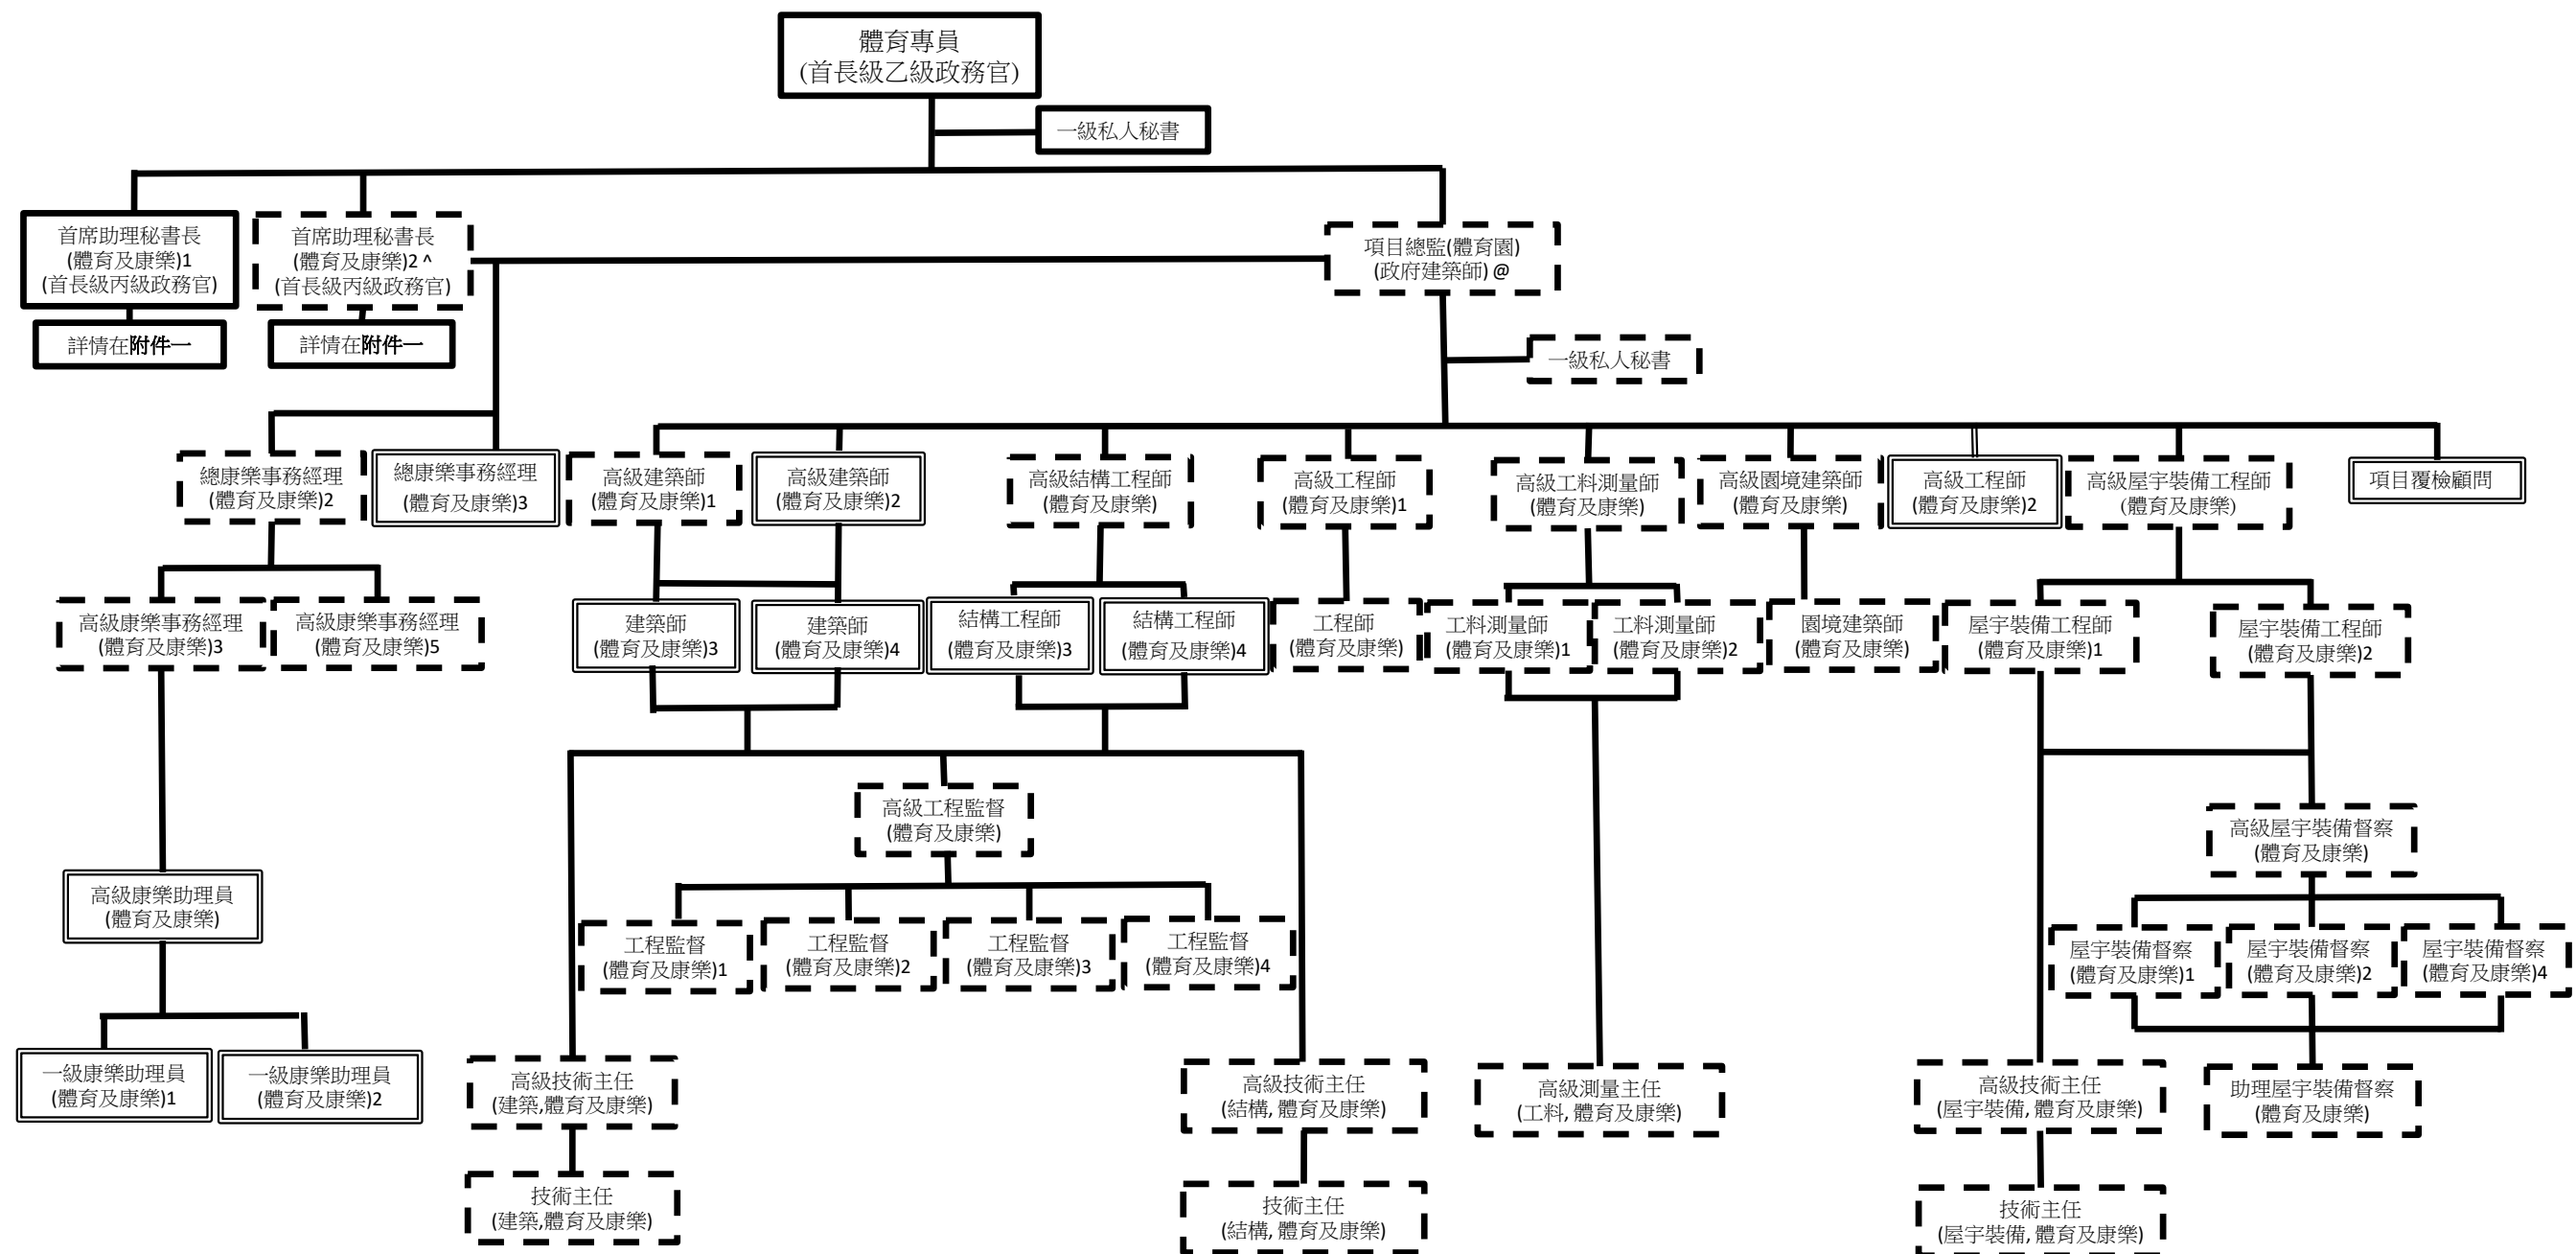 體育專員
(首長級乙級政務官)
一級私人秘書
首席助理秘書長
(體育及康樂)1
(首長級丙級政務官)
詳情在附件一
首席助理秘書長
(體育及康樂)2 ^
(首長級丙級政務官)
詳情在附件一
項目總監(體育園)
(政府建築師) @
一級私人秘書
總康樂事務經理
(體育及康樂)2
總康樂事務經理
(體育及康樂)3
高級建築師
(體育及康樂)1
高級建築師
(體育及康樂)2
高級結構工程師
(體育及康樂)
高級工程師
(體育及康樂)1
高級工料測量師
(體育及康樂)
高級園境建築師
(體育及康樂)
高級工程師
(體育及康樂)2
高級屋宇裝備工程師
(體育及康樂)
項目覆檢顧問
高級康樂事務經理
(體育及康樂)3
高級康樂事務經理
(體育及康樂)5
建築師
(體育及康樂)3
建築師
(體育及康樂)4
結構工程師
(體育及康樂)3
結構工程師
(體育及康樂)4
工程師
(體育及康樂)
工料測量師
(體育及康樂)1
工料測量師
(體育及康樂)2
園境建築師
(體育及康樂)
屋宇裝備工程師
(體育及康樂)1
屋宇裝備工程師
(體育及康樂)2
高級工程監督
(體育及康樂)
高級屋宇裝備督察
(體育及康樂)
高級康樂助理員
(體育及康樂)
工程監督
(體育及康樂)1
工程監督
(體育及康樂)2
工程監督
(體育及康樂)3
工程監督
(體育及康樂)4
屋宇裝備督察
(體育及康樂)1
屋宇裝備督察
(體育及康樂)2
屋宇裝備督察
(體育及康樂)4
一級康樂助理員
(體育及康樂)1
一級康樂助理員
(體育及康樂)2
高級技術主任
(建築,體育及康樂)
高級技術主任
(結構, 體育及康樂)
高級測量主任
(工料, 體育及康樂)
高級技術主任
(屋宇裝備, 體育及康樂)
助理屋宇裝備督察
(體育及康樂)
技術主任
(建築,體育及康樂)
技術主任
(結構, 體育及康樂)
技術主任
(屋宇裝備, 體育及康樂)